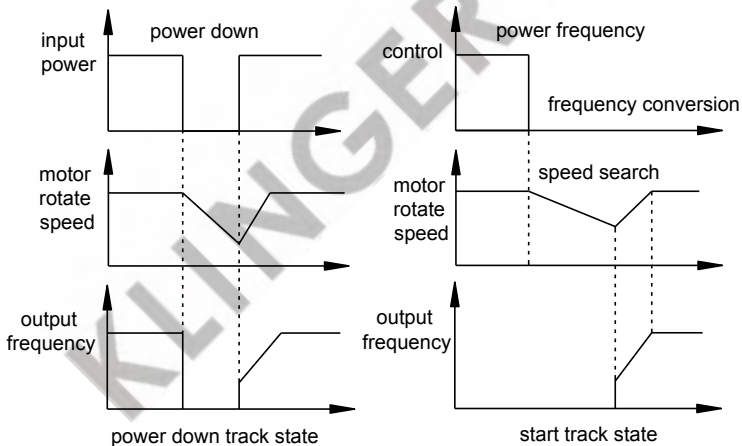 power down
input
power
motor
rotate
speed
output
frequency
power down track state
power frequency
control
frequency conversion
speed search
motor
rotate
speed
output
frequency
start track state
KLINGER